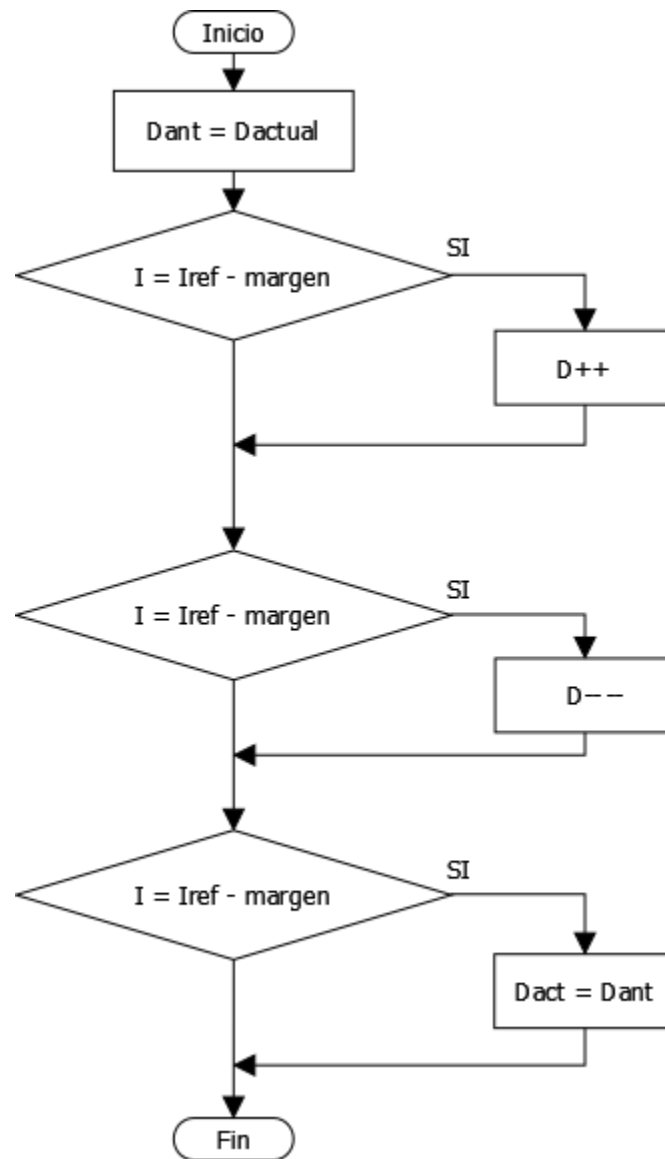 Inicio
Dant = Dactual
I = Iref - margen
SI
D++
I = Iref - margen
SI
D--
I = Iref - margen
SI
Dact = Dant
Fin